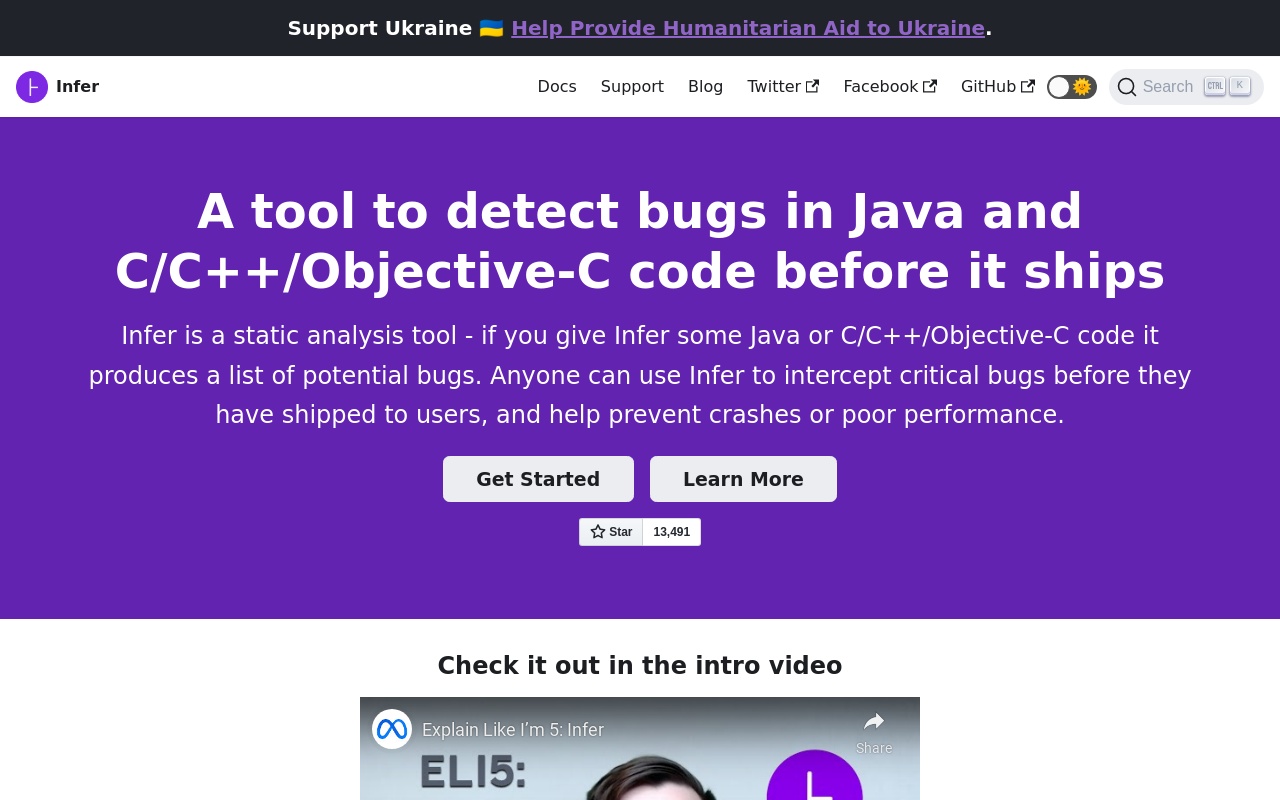 Support Ukraine 🇺🇦 Help Provide Humanitarian Aid to Ukraine.
Infer
Docs
Support
Blog
Twitter
Facebook
GitHub
Search
CTRL
K
A tool to detect bugs in Java and
C/C++/Objective-C code before it ships
Infer is a static analysis tool - if you give Infer some Java or C/C++/Objective-C code it
produces a list of potential bugs. Anyone can use Infer to intercept critical bugs before they
have shipped to users, and help prevent crashes or poor performance.
Get Started
Learn More
Star
13,491
Check it out in the intro video
Explain Like I’m 5: Infer
Share
ELI5: